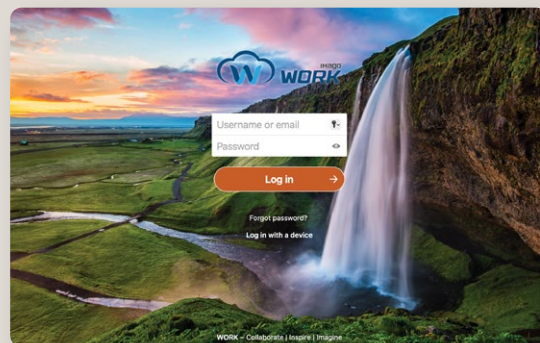 imago
WORK
Username or email
Password
Log in
Forgot password?
Log in with a device
WORK – Collaborate | Inspire | Imagine